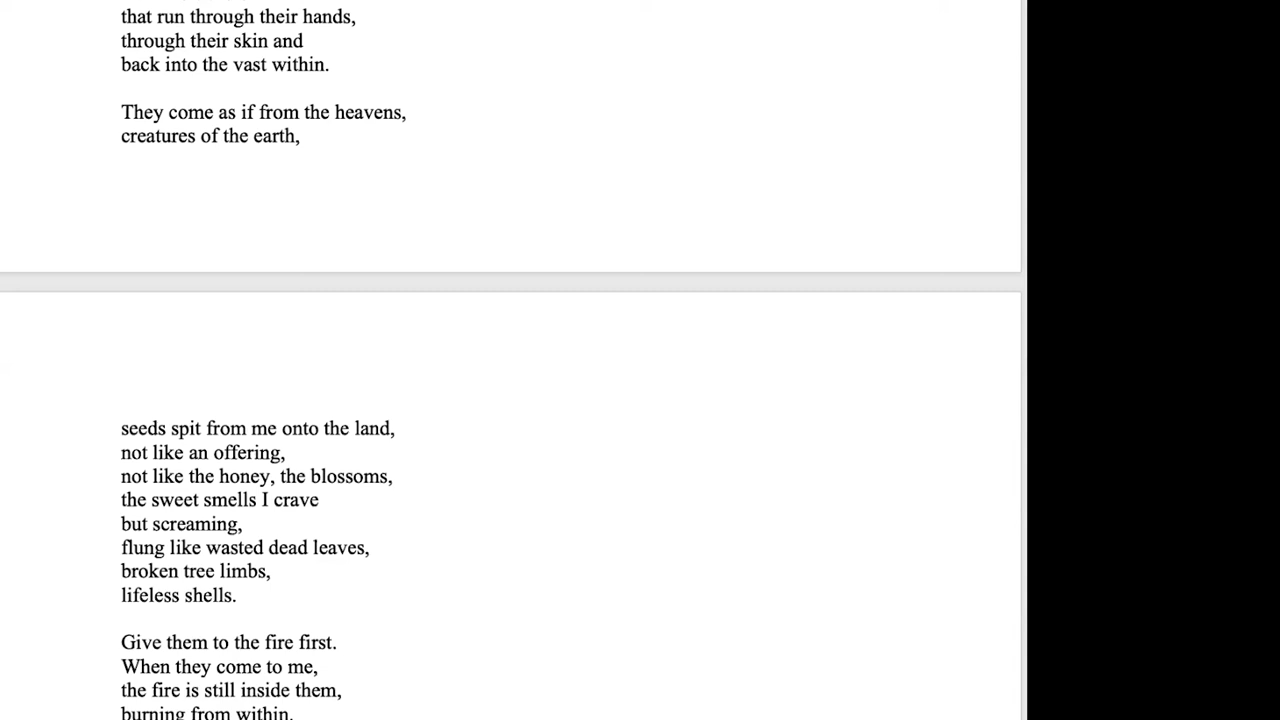 that run through their hands,
through their skin and
back into the vast within.
They come as if from the heavens,
creatures of the earth,
seeds spit from me onto the land,
not like an offering,
not like the honey, the blossoms,
the sweet smells I crave
but screaming,
flung like wasted dead leaves,
broken tree limbs,
lifeless shells.
Give them to the fire first.
When they come to me,
the fire is still inside them,
burning from within.